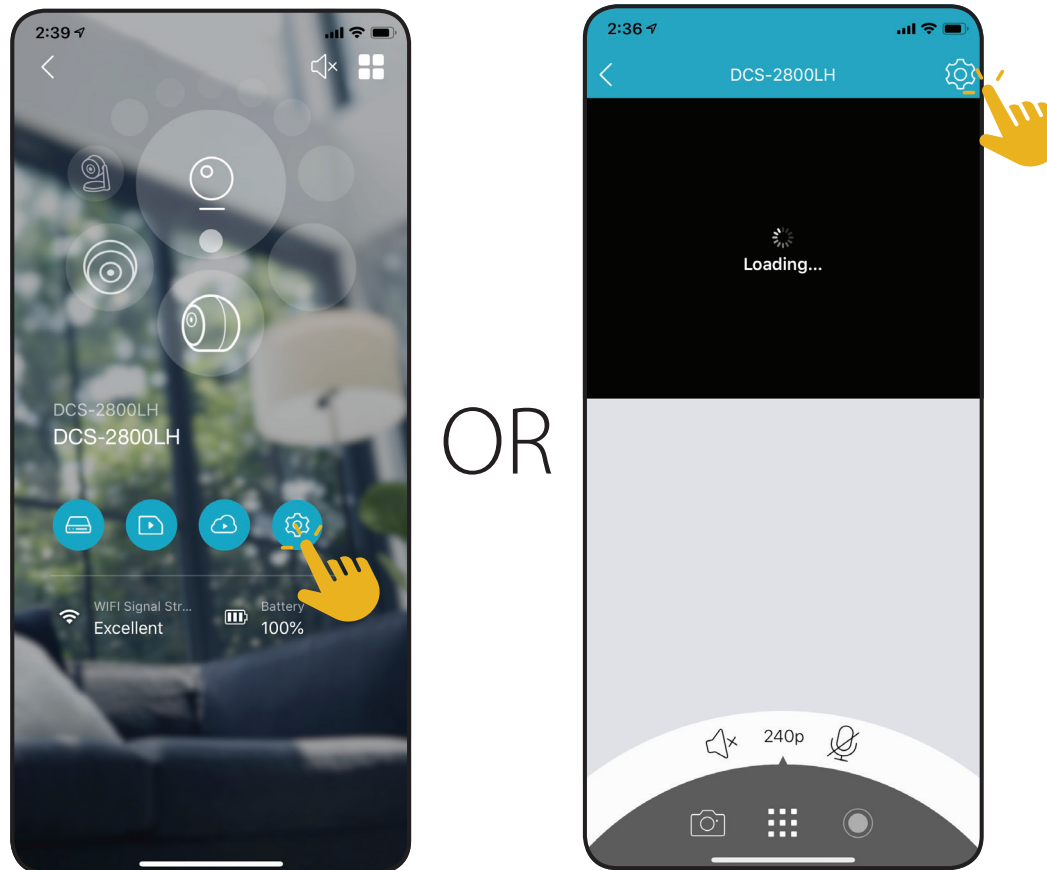 2:39
DCS-2800LH
DCS-2800LH
WIFI Signal Str...
Excellent
Battery
100%
OR
2:36
DCS-2800LH
Loading...
240p